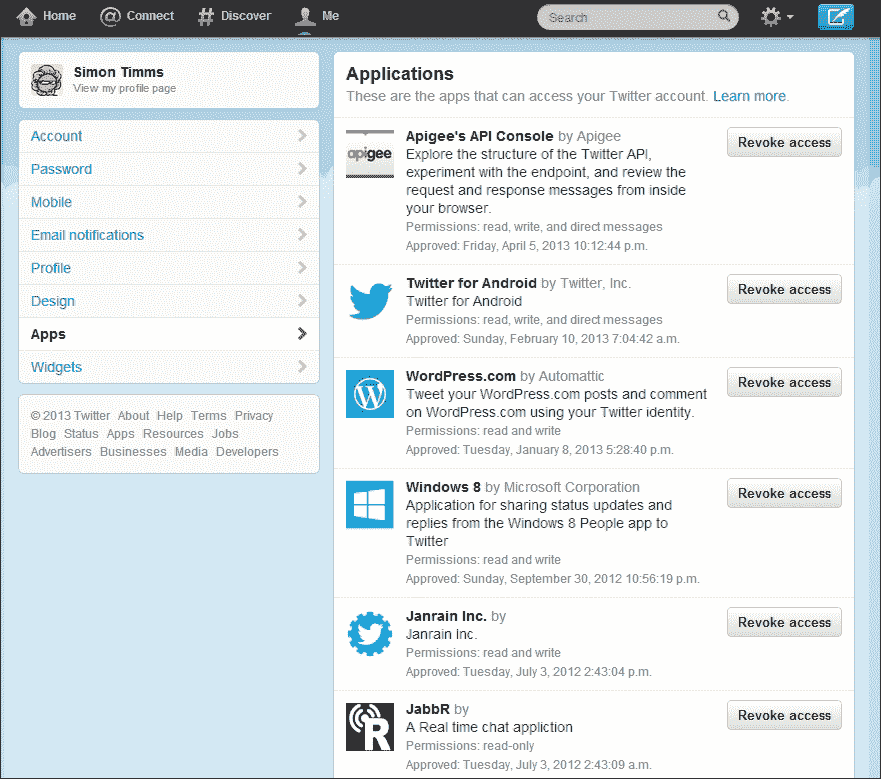 Home Connect Discover Me Search
Simon Timms
View my profile page
Account
Password
Mobile
Email notifications
Profile
Design
Apps
Widgets
© 2013 Twitter About Help Terms Privacy
Blog Status Apps Resources Jobs
Advertisers Businesses Media Developers
Applications
These are the apps that can access your Twitter account. Learn more.
apigee
Apigee's API Console by Apigee
Explore the structure of the Twitter API,
experiment with the endpoint, and review the
request and response messages from inside
your browser.
Permissions: read, write, and direct messages
Approved: Friday, April 5, 2013 10:12:44 p.m.
Revoke access
Twitter for Android by Twitter, Inc.
Twitter for Android
Permissions: read, write, and direct messages
Approved: Sunday, February 10, 2013 7:04:42 a.m.
Revoke access
WordPress.com by Automattic
Tweet your WordPress.com posts and comment
on WordPress.com using your Twitter identity.
Permissions: read and write
Approved: Tuesday, January 8, 2013 5:28:40 p.m.
Revoke access
Windows 8 by Microsoft Corporation
Application for sharing status updates and
replies from the Windows 8 People app to
Twitter
Permissions: read and write
Approved: Sunday, September 30, 2012 10:56:19 p.m.
Revoke access
Janrain Inc. by
Janrain Inc.
Permissions: read and write
Approved: Tuesday, July 3, 2012 2:43:04 p.m.
Revoke access
R
JabbR by
A Real time chat appliction
Permissions: read-only
Approved: Tuesday, July 3, 2012 2:43:09 a.m.
Revoke access